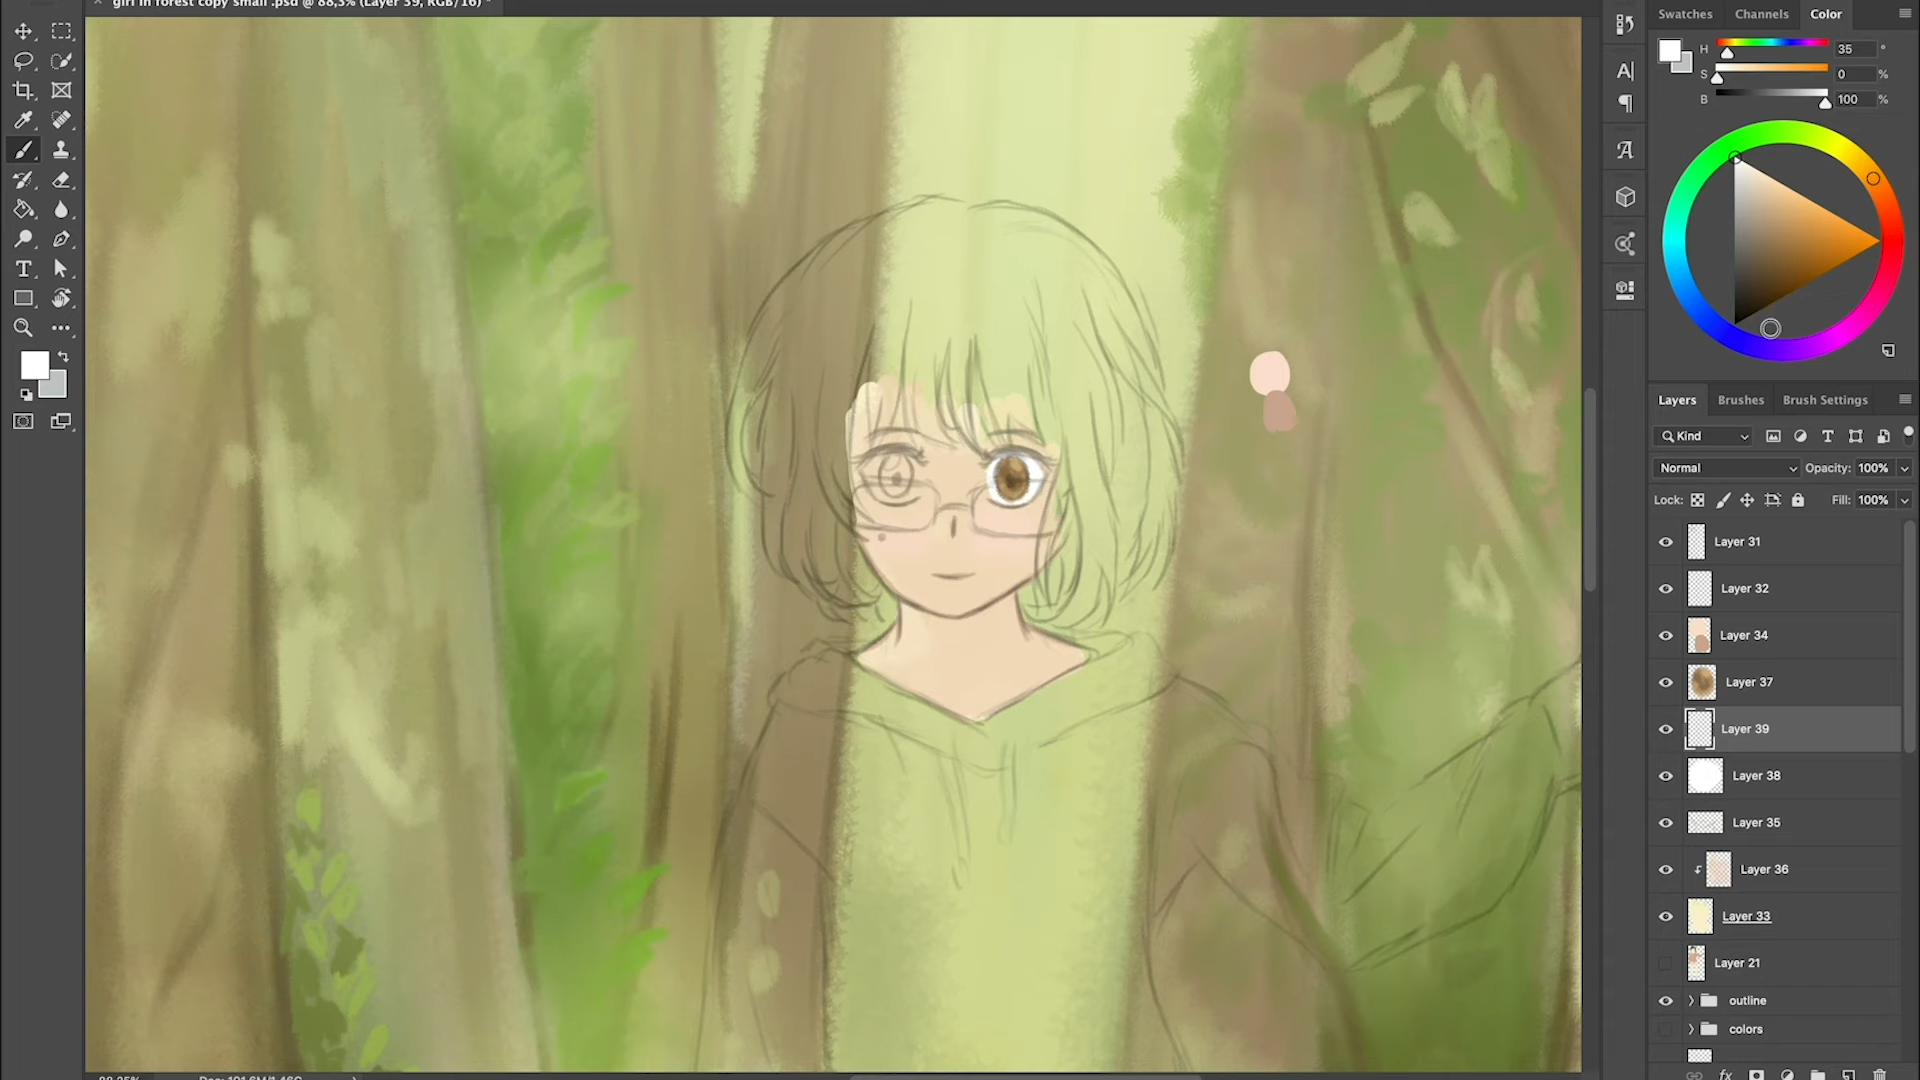 girl in forest copy small .psd @ 88,3% (Layer 39, RGB/16) *
Swatches Channels Color
H 35 °
S 0 %
B 100 %
Layers Brushes Brush Settings
Kind
Normal Opacity: 100%
Lock: Fill: 100%
Layer 31
Layer 32
Layer 34
Layer 37
Layer 39
Layer 38
Layer 35
Layer 36
Layer 33
Layer 21
outline
colors